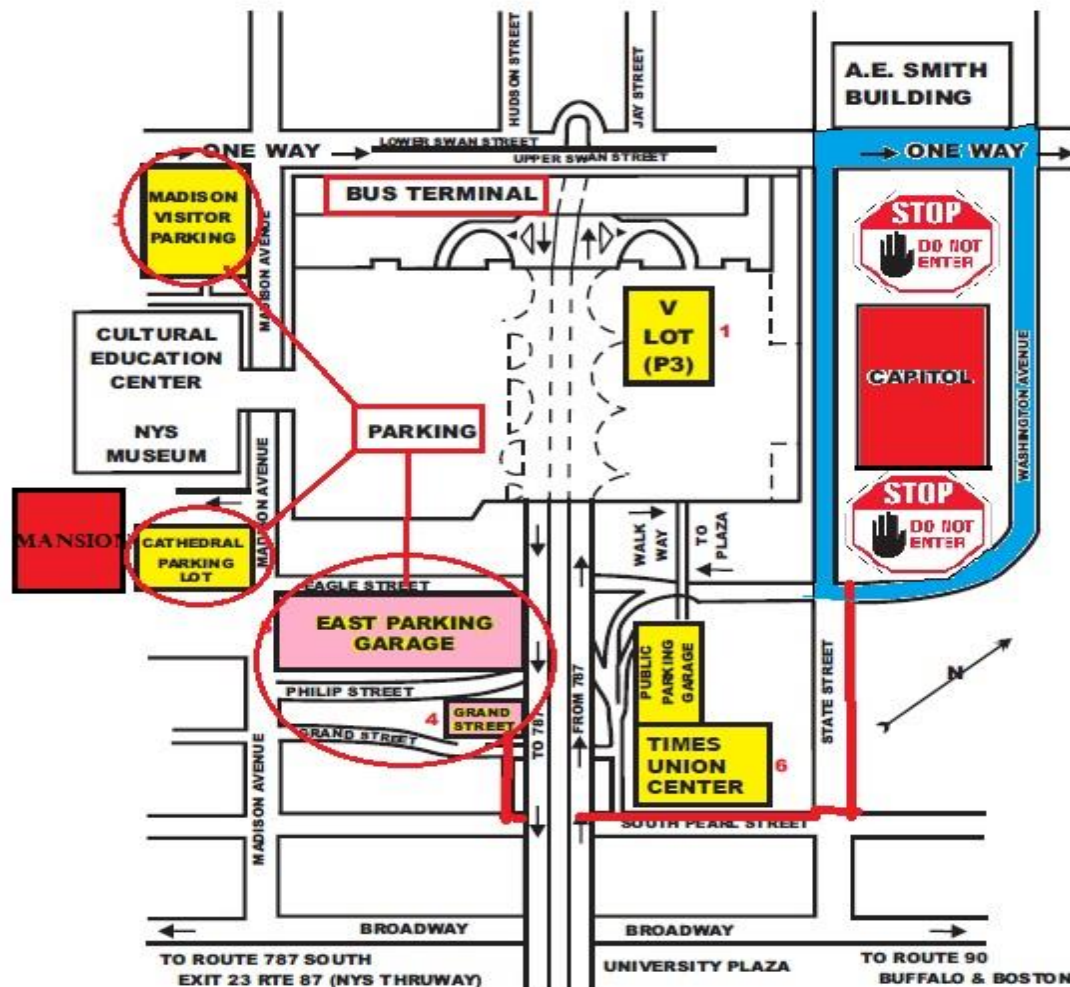 HUDSON STREET
JAY STREET
A.E. SMITH
BUILDING
ONE WAY
LOWER SWAN STREET
UPPER SWAN STREET
ONE WAY
MADISON
VISITOR
PARKING
MADISON AVENUE
BUS TERMINAL
STOP
DO NOT
ENTER
V
LOT
(P3)
1
CULTURAL
EDUCATION
CENTER
NYS
MUSEUM
CAPITOL
WASHINGTON AVENUE
PARKING
MADISON AVENUE
STOP
DO NOT
ENTER
MANSION
CATHEDRAL
PARKING
LOT
WALK
WAY
TO
PLAZA
EAGLE STREET
EAST PARKING
GARAGE
PUBLIC
PARKING
GARAGE
N
PHILIP STREET
4
GRAND
STREET
GRAND STREET
TO 787
FROM 787
STATE STREET
TIMES
UNION
CENTER
6
MADISON AVENUE
SOUTH PEARL STREET
BROADWAY
BROADWAY
TO ROUTE 787 SOUTH
EXIT 23 RTE 87 (NYS THRUWAY)
UNIVERSITY PLAZA
TO ROUTE 90
BUFFALO & BOSTON